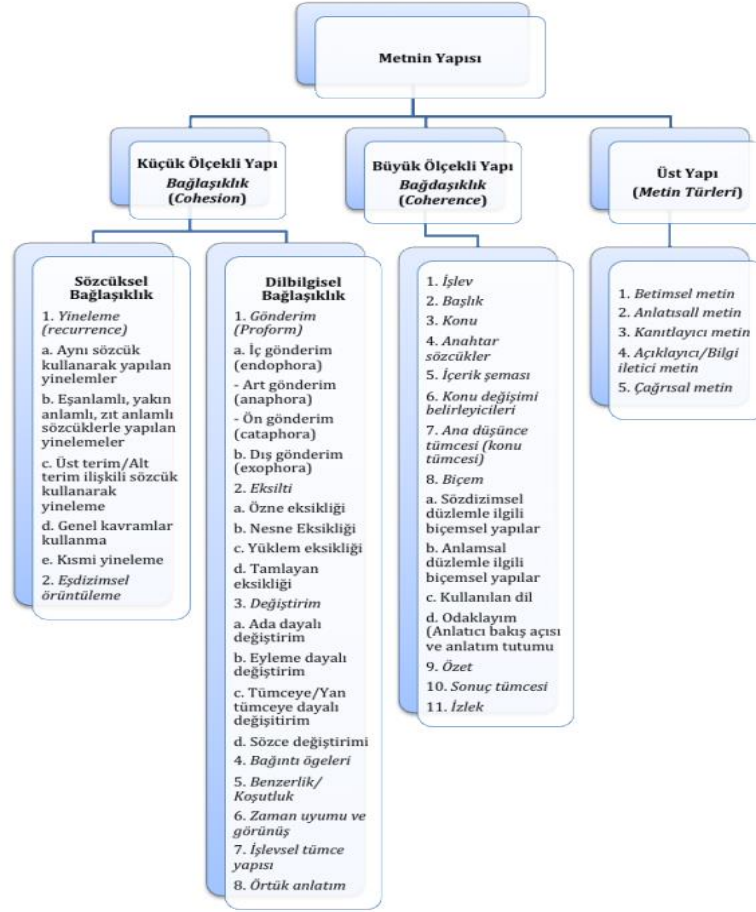 Metnin Yapısı
Küçük Ölçekli Yapı
Bağlaşıklık
(Cohesion)
Büyük Ölçekli Yapı
Bağdaşıklık
(Coherence)
Üst Yapı
(Metin Türleri)
Sözcüksel
Bağlaşıklık
1. Yineleme
(recurrence)
a. Aynı sözcük
kullanarak yapılan
yinelemler
b. Eşanlamlı, yakın
anlamlı, zıt anlamlı
sözcüklerle yapılan
yinelemeler
c. Üst terim/Alt
terim ilişkili sözcük
kullanarak
yineleme
d. Genel kavramlar
kullanma
e. Kısmi yineleme
2. Eşdizimsel
örüntüleme
Dilbilgisel
Bağlaşıklık
1. Gönderim
(Proform)
a. İç gönderim
(endophora)
- Art gönderim
(anaphora)
- Ön gönderim
(cataphora)
b. Dış gönderim
(exophora)
2. Eksilti
a. Özne eksikliği
b. Nesne Eksikliği
c. Yüklem eksikliği
d. Tamlayan
eksikliği
3. Değiştirim
a. Ada dayalı
değiştirim
b. Eyleme dayalı
değiştirim
c. Tümceye/Yan
tümceye dayalı
değişitirim
d. Sözce değiştirimi
4. Bağıntı ögeleri
5. Benzerlik/
Koşutluk
6. Zaman uyumu ve
görünüş
7. İşlevsel tümce
yapısı
8. Örtük anlatım
1. İşlev
2. Başlık
3. Konu
4. Anahtar
sözcükler
5. İçerik şeması
6. Konu değişimi
belirleyicileri
7. Ana düşünce
tümcesi (konu
tümcesi)
8. Biçem
a. Sözdizimsel
düzlemle ilgili
biçemsel yapılar
b. Anlamsal
düzlemle ilgili
biçemsel yapılar
c. Kullanılan dil
d. Odaklayım
(Anlatıcı bakış açısı
ve anlatım tutumu
9. Özet
10. Sonuç tümcesi
11. İzlek
1. Betimsel metin
2. Anlatısall metin
3. Kanıtlayıcı metin
4. Açıklayıcı/Bilgi
iletici metin
5. Çağrısal metin